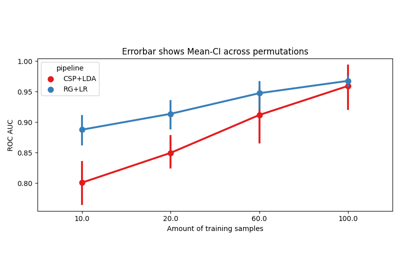 Errorbar shows Mean-CI across permutations
1.00
0.95
0.90
0.85
0.80
ROC AUC
pipeline
CSP+LDA
RG+LR
10.0 20.0 60.0 100.0
Amount of training samples